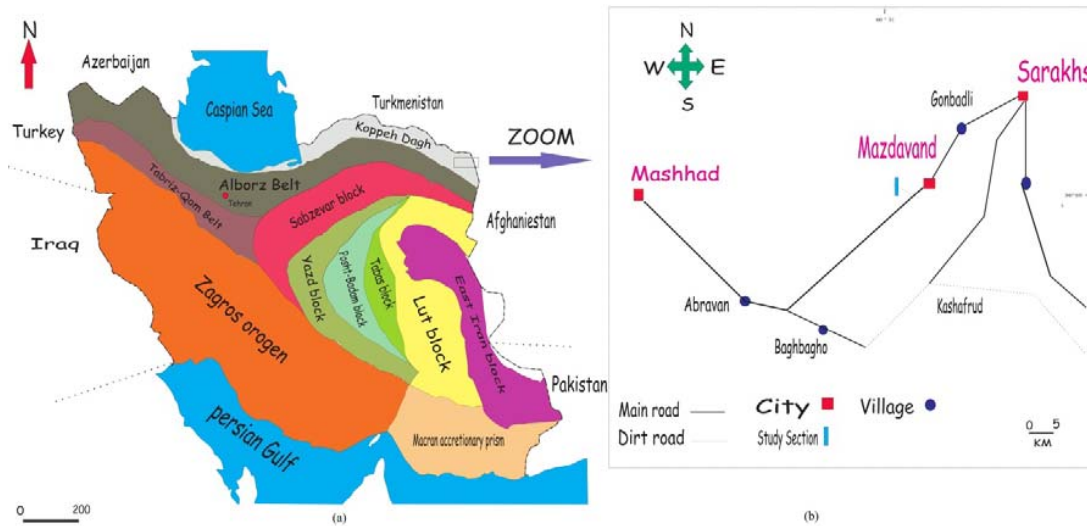 N
Azerbaijan
Caspian Sea
Turkmenistan
Koppeh Dagh
Turkey
ZOOM
Alborz Belt
Tehran
Tabriz-Qom Belt
Sabzevar block
Afghaniestan
Iraq
Yazd block
Posht-Badam block
Tabas block
Lut block
East Iran block
Zagros orogen
Pakistan
persian Gulf
Macran accretionary prism
0 200
(a)
N
W E
S
Sarakhs
Gonbadli
Mazdavand
Mashhad
Abravan
Kashafrud
Baghbagho
Main road
City
Village
Dirt road
Study Section
0 5
KM
(b)